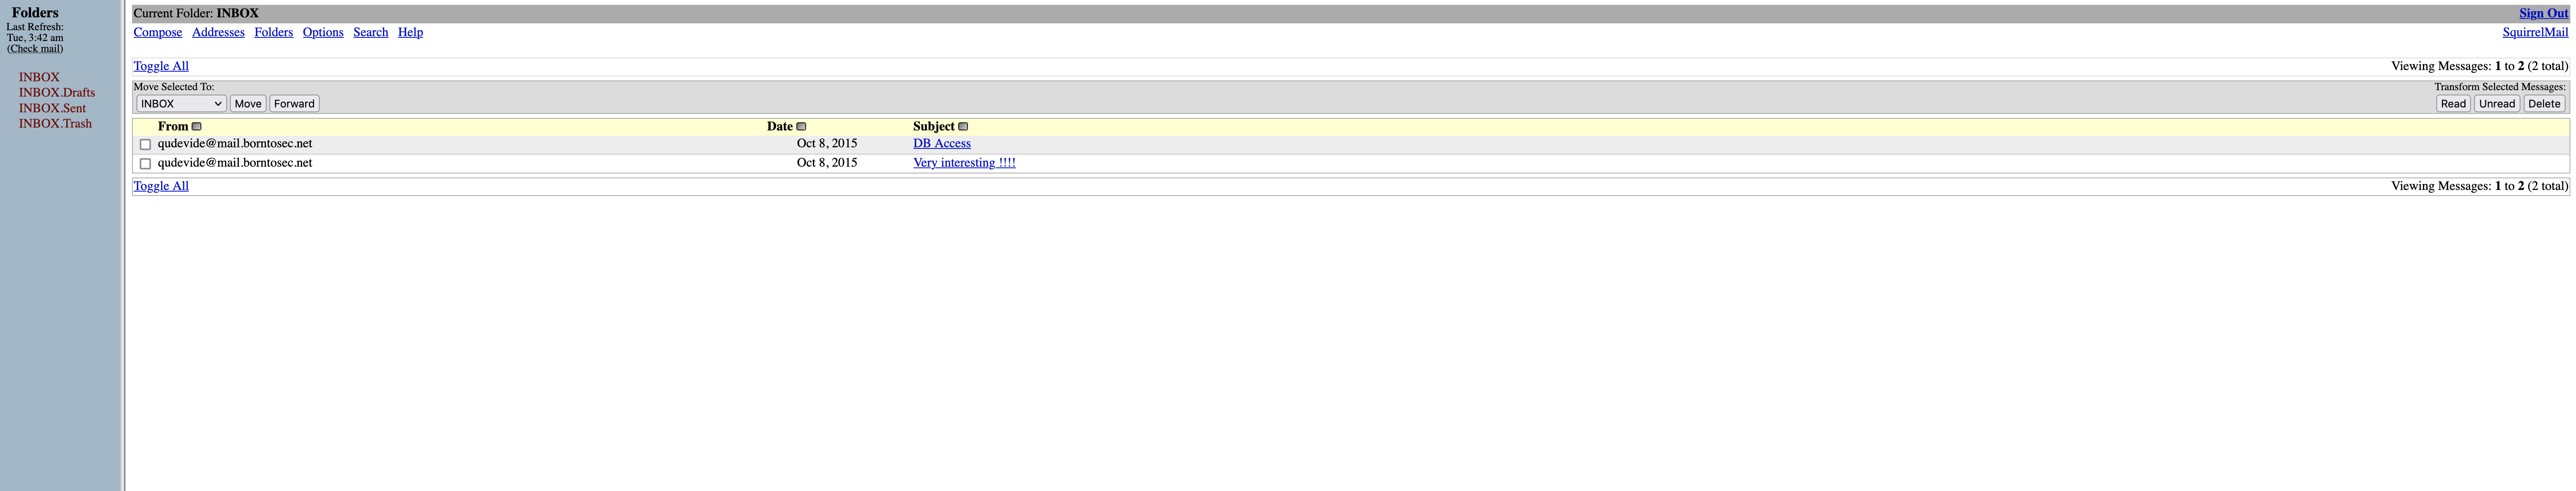 Folders
Last Refresh:
Tue, 3:42 am
(Check mail)
INBOX
INBOX.Drafts
INBOX.Sent
INBOX.Trash
Current Folder: INBOX Sign Out
Compose Addresses Folders Options Search Help SquirrelMail
Toggle All Viewing Messages: 1 to 2 (2 total)
Move Selected To: Transform Selected Messages:
INBOX Move Forward Read Unread Delete
From Date Subject
qudevide@mail.borntosec.net Oct 8, 2015 DB Access
qudevide@mail.borntosec.net Oct 8, 2015 Very interesting !!!!
Toggle All Viewing Messages: 1 to 2 (2 total)